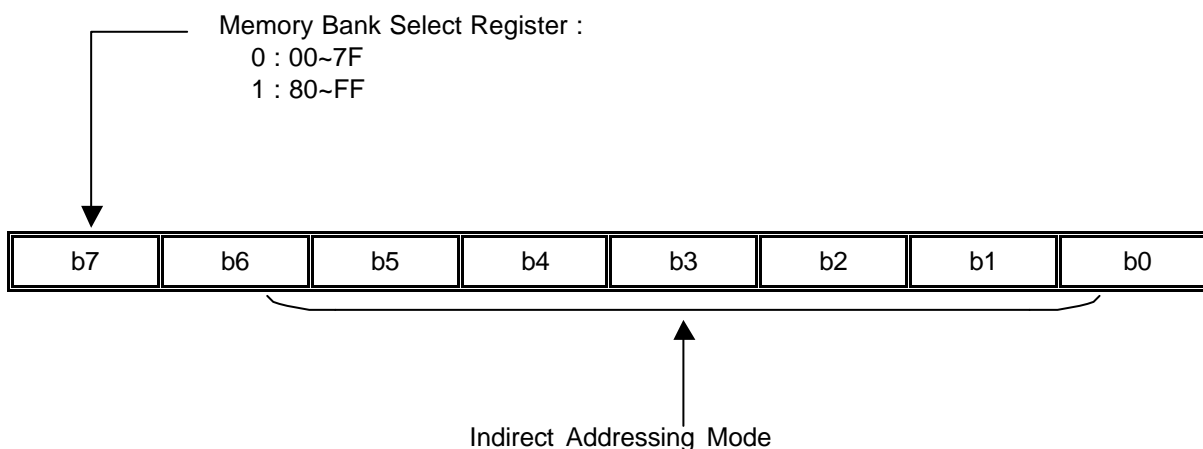 Memory Bank Select Register :
0 : 00~7F
1 : 80~FF
b7 b6 b5 b4 b3 b2 b1 b0
Indirect Addressing Mode